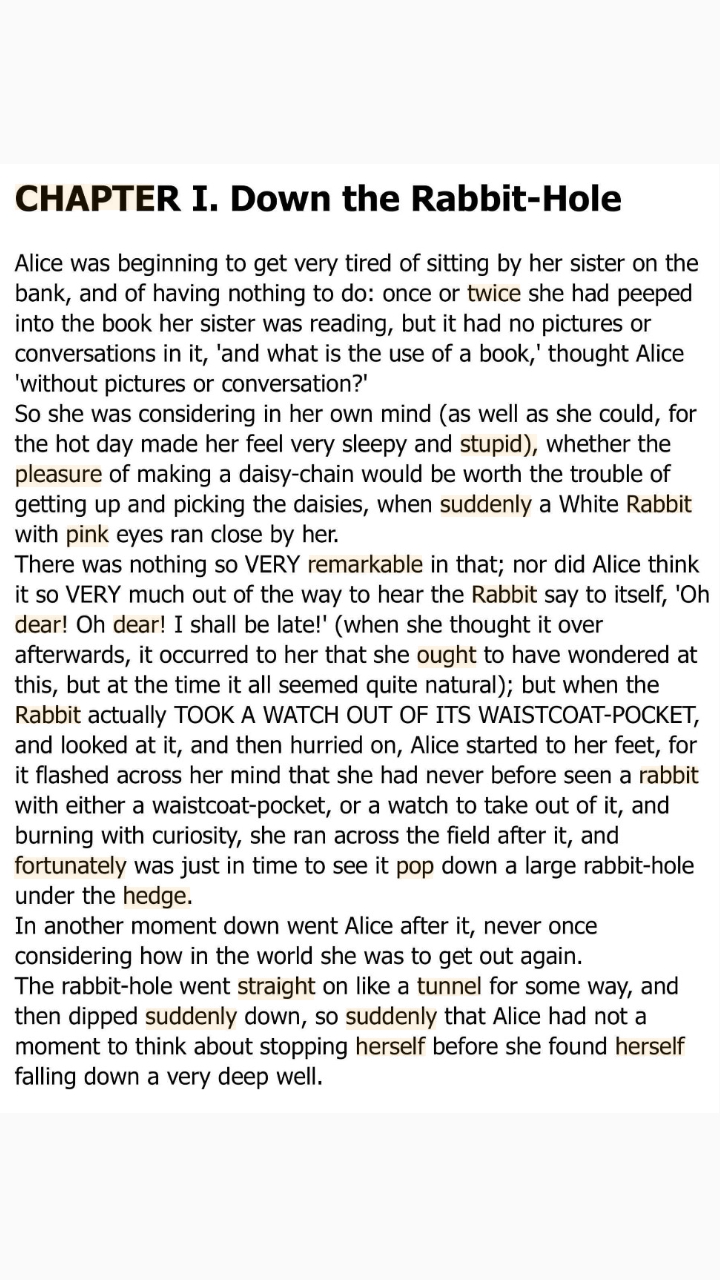 CHAPTER I. Down the Rabbit-Hole
Alice was beginning to get very tired of sitting by her sister on the
bank, and of having nothing to do: once or twice she had peeped
into the book her sister was reading, but it had no pictures or
conversations in it, 'and what is the use of a book,' thought Alice
'without pictures or conversation?'
So she was considering in her own mind (as well as she could, for
the hot day made her feel very sleepy and stupid), whether the
pleasure of making a daisy-chain would be worth the trouble of
getting up and picking the daisies, when suddenly a White Rabbit
with pink eyes ran close by her.
There was nothing so VERY remarkable in that; nor did Alice think
it so VERY much out of the way to hear the Rabbit say to itself, 'Oh
dear! Oh dear! I shall be late!' (when she thought it over
afterwards, it occurred to her that she ought to have wondered at
this, but at the time it all seemed quite natural); but when the
Rabbit actually TOOK A WATCH OUT OF ITS WAISTCOAT-POCKET,
and looked at it, and then hurried on, Alice started to her feet, for
it flashed across her mind that she had never before seen a rabbit
with either a waistcoat-pocket, or a watch to take out of it, and
burning with curiosity, she ran across the field after it, and
fortunately was just in time to see it pop down a large rabbit-hole
under the hedge.
In another moment down went Alice after it, never once
considering how in the world she was to get out again.
The rabbit-hole went straight on like a tunnel for some way, and
then dipped suddenly down, so suddenly that Alice had not a
moment to think about stopping herself before she found herself
falling down a very deep well.